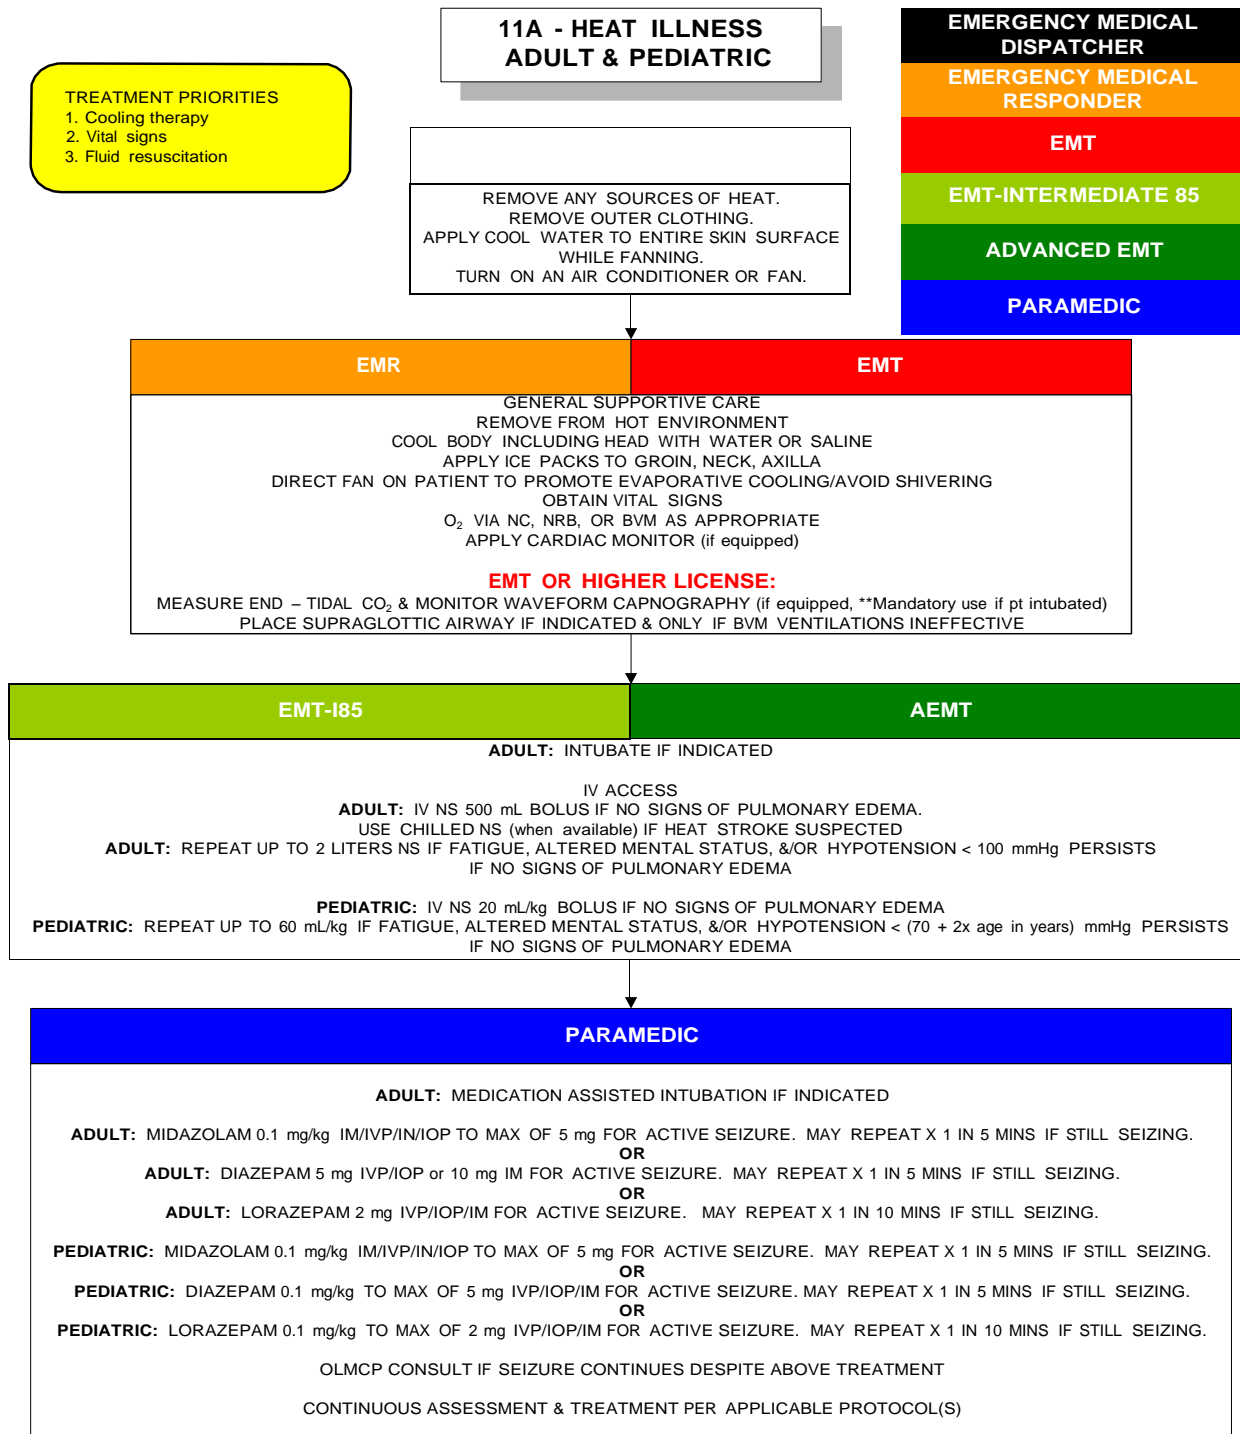 11A - HEAT ILLNESS
ADULT & PEDIATRIC
EMERGENCY MEDICAL
DISPATCHER
EMERGENCY MEDICAL
RESPONDER
EMT
EMT-INTERMEDIATE 85
ADVANCED EMT
PARAMEDIC
TREATMENT PRIORITIES
1. Cooling therapy
2. Vital signs
3. Fluid resuscitation
REMOVE ANY SOURCES OF HEAT.
REMOVE OUTER CLOTHING.
APPLY COOL WATER TO ENTIRE SKIN SURFACE
WHILE FANNING.
TURN ON AN AIR CONDITIONER OR FAN.
EMR
EMT
GENERAL SUPPORTIVE CARE
REMOVE FROM HOT ENVIRONMENT
COOL BODY INCLUDING HEAD WITH WATER OR SALINE
APPLY ICE PACKS TO GROIN, NECK, AXILLA
DIRECT FAN ON PATIENT TO PROMOTE EVAPORATIVE COOLING/AVOID SHIVERING
OBTAIN VITAL SIGNS
O₂ VIA NC, NRB, OR BVM AS APPROPRIATE
APPLY CARDIAC MONITOR (if equipped)
EMT OR HIGHER LICENSE:
MEASURE END – TIDAL CO₂ & MONITOR WAVEFORM CAPNOGRAPHY (if equipped, **Mandatory use if pt intubated)
PLACE SUPRAGLOTTIC AIRWAY IF INDICATED & ONLY IF BVM VENTILATIONS INEFFECTIVE
EMT-I85
AEMT
ADULT: INTUBATE IF INDICATED
IV ACCESS
ADULT: IV NS 500 mL BOLUS IF NO SIGNS OF PULMONARY EDEMA.
USE CHILLED NS (when available) IF HEAT STROKE SUSPECTED
ADULT: REPEAT UP TO 2 LITERS NS IF FATIGUE, ALTERED MENTAL STATUS, &/OR HYPOTENSION < 100 mmHg PERSISTS
IF NO SIGNS OF PULMONARY EDEMA
PEDIATRIC: IV NS 20 mL/kg BOLUS IF NO SIGNS OF PULMONARY EDEMA
PEDIATRIC: REPEAT UP TO 60 mL/kg IF FATIGUE, ALTERED MENTAL STATUS, &/OR HYPOTENSION < (70 + 2x age in years) mmHg PERSISTS
IF NO SIGNS OF PULMONARY EDEMA
PARAMEDIC
ADULT: MEDICATION ASSISTED INTUBATION IF INDICATED
ADULT: MIDAZOLAM 0.1 mg/kg IM/IVP/IN/IOP TO MAX OF 5 mg FOR ACTIVE SEIZURE. MAY REPEAT X 1 IN 5 MINS IF STILL SEIZING.
OR
ADULT: DIAZEPAM 5 mg IVP/IOP or 10 mg IM FOR ACTIVE SEIZURE. MAY REPEAT X 1 IN 5 MINS IF STILL SEIZING.
OR
ADULT: LORAZEPAM 2 mg IVP/IOP/IM FOR ACTIVE SEIZURE. MAY REPEAT X 1 IN 10 MINS IF STILL SEIZING.
PEDIATRIC: MIDAZOLAM 0.1 mg/kg IM/IVP/IN/IOP TO MAX OF 5 mg FOR ACTIVE SEIZURE. MAY REPEAT X 1 IN 5 MINS IF STILL SEIZING.
OR
PEDIATRIC: DIAZEPAM 0.1 mg/kg TO MAX OF 5 mg IVP/IOP/IM FOR ACTIVE SEIZURE. MAY REPEAT X 1 IN 5 MINS IF STILL SEIZING.
OR
PEDIATRIC: LORAZEPAM 0.1 mg/kg TO MAX OF 2 mg IVP/IOP/IM FOR ACTIVE SEIZURE. MAY REPEAT X 1 IN 10 MINS IF STILL SEIZING.
OLMCP CONSULT IF SEIZURE CONTINUES DESPITE ABOVE TREATMENT
CONTINUOUS ASSESSMENT & TREATMENT PER APPLICABLE PROTOCOL(S)